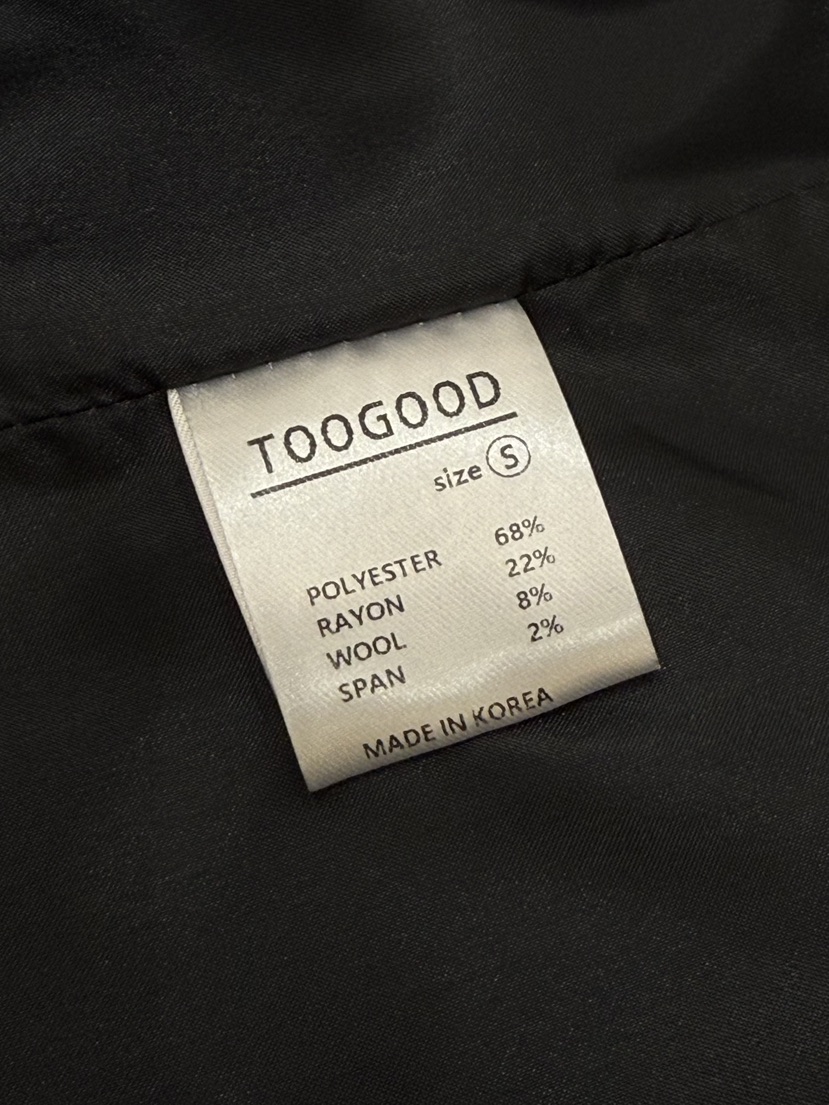 TOOGOOD
size S
POLYESTER 68%
RAYON 22%
WOOL 8%
SPAN 2%
MADE IN KOREA